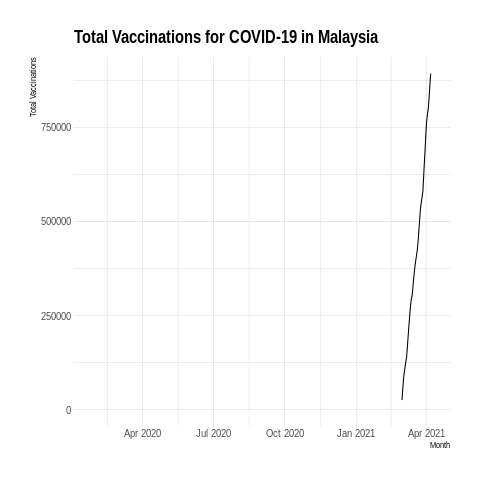 Total Vaccinations for COVID-19 in Malaysia
Total Vaccinations
750000
500000
250000
0
Apr 2020 Jul 2020 Oct 2020 Jan 2021 Apr 2021
Month